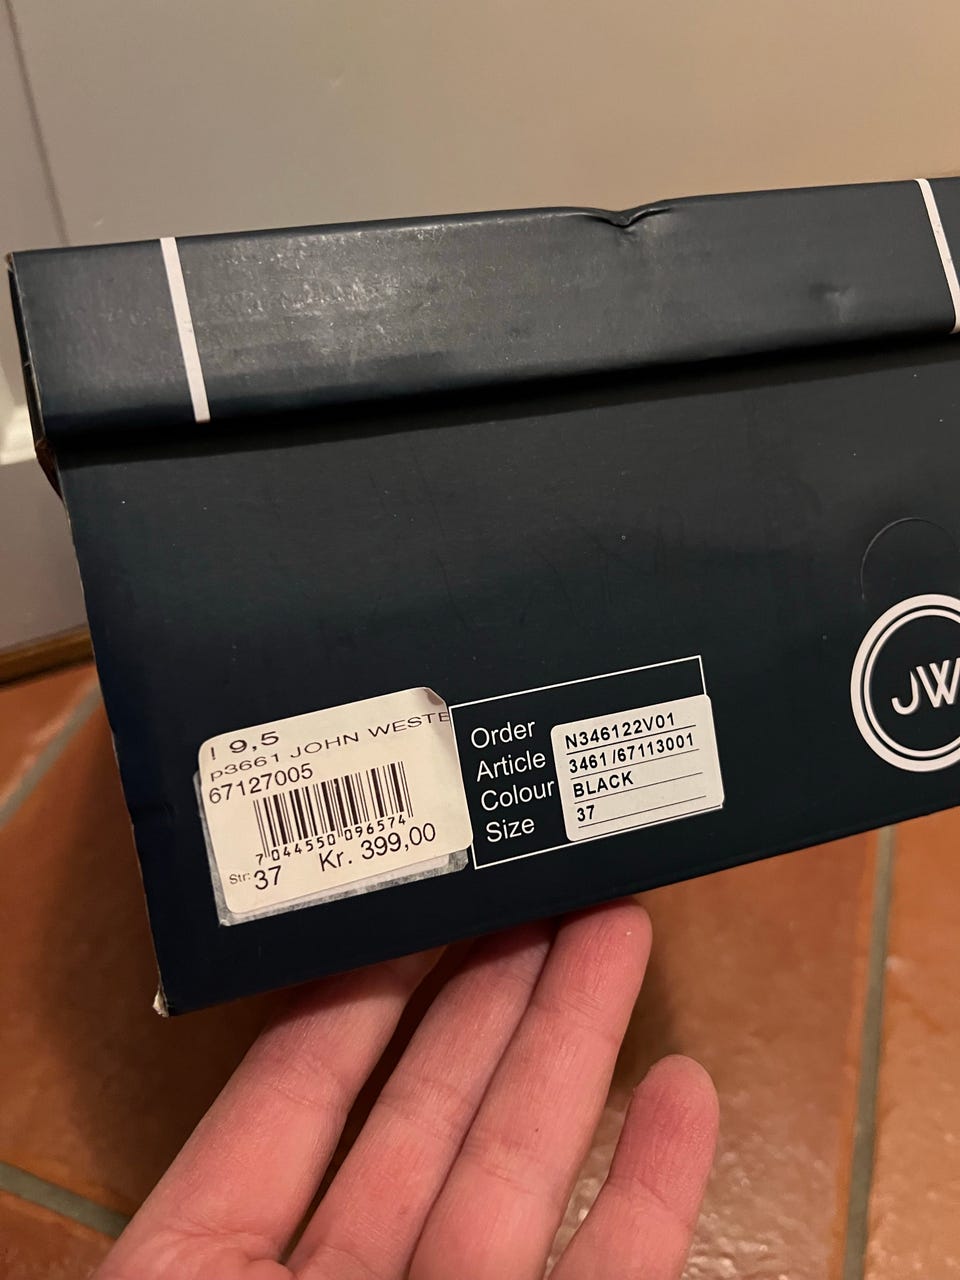 I 9,5
P3661 JOHN WESTE
67127005
7 044550 096574
Kr. 399,00
Str: 37
Order N346122V01
Article 3461 /67113001
Colour BLACK
Size 37
JW